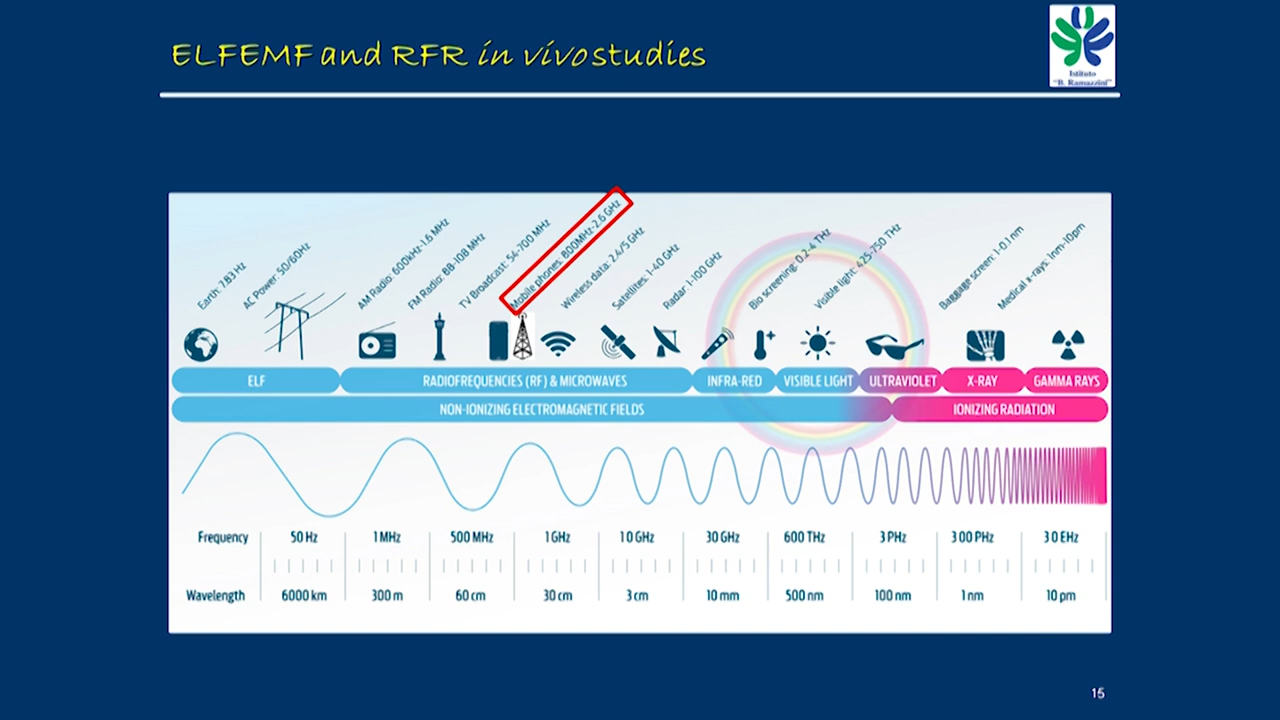 ELFEMF and RFR in vivo studies
Istituto
"B. Ramazzini"
Earth: 7.83 Hz
AC Power: 50/60Hz
AM Radio: 600kHz-1.6 MHz
FM Radio: 88-108 MHz
TV Broadcast: 54-700 MHz
Mobile phones: 800MHz-2.6 GHz
Wireless data: 2.4/5 GHz
Satellites: 1-40 GHz
Radar: 1-100 GHz
Bio screening: 0.2-4 THz
Visible light: 425-750 THz
Baggage screen: 1-0.1 nm
Medical x-rays: 1nm-10pm
ELF
RADIOFREQUENCIES (RF) & MICROWAVES
INFRA-RED
VISIBLE LIGHT
ULTRAVIOLET
X-RAY
GAMMA RAYS
NON-IONIZING ELECTROMAGNETIC FIELDS
IONIZING RADIATION
Frequency 50 Hz 1 MHz 500 MHz 1 GHz 10 GHz 30 GHz 600 THz 3 PHz 300 PHz 30 EHz
Wavelength 6000 km 300 m 60 cm 30 cm 3 cm 10 mm 500 nm 100 nm 1 nm 10 pm
15